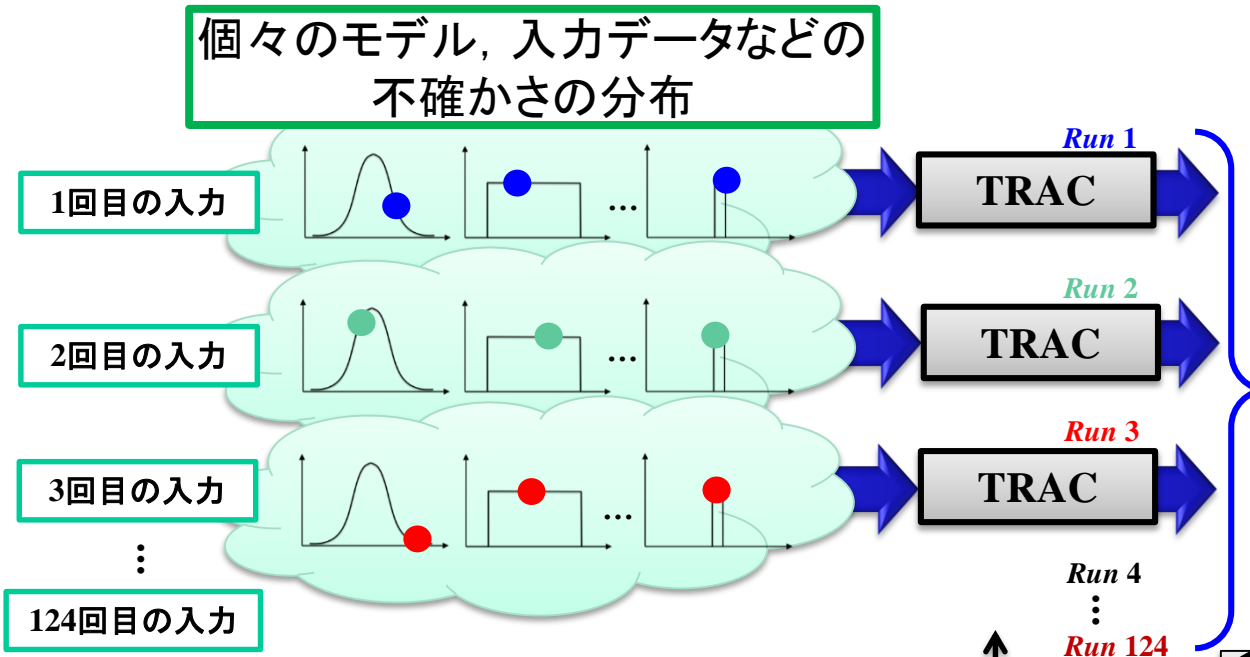 個々のモデル，入力データなどの
不確かさの分布
1回目の入力
…
Run 1
TRAC
2回目の入力
…
Run 2
TRAC
3回目の入力
…
Run 3
TRAC
⋮
124回目の入力
Run 4
⋮
Run 124